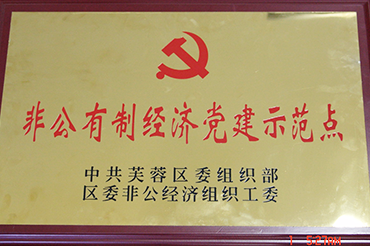 非公有制经济党建示范点
中共芙蓉区委组织部
区委非公经济组织工委